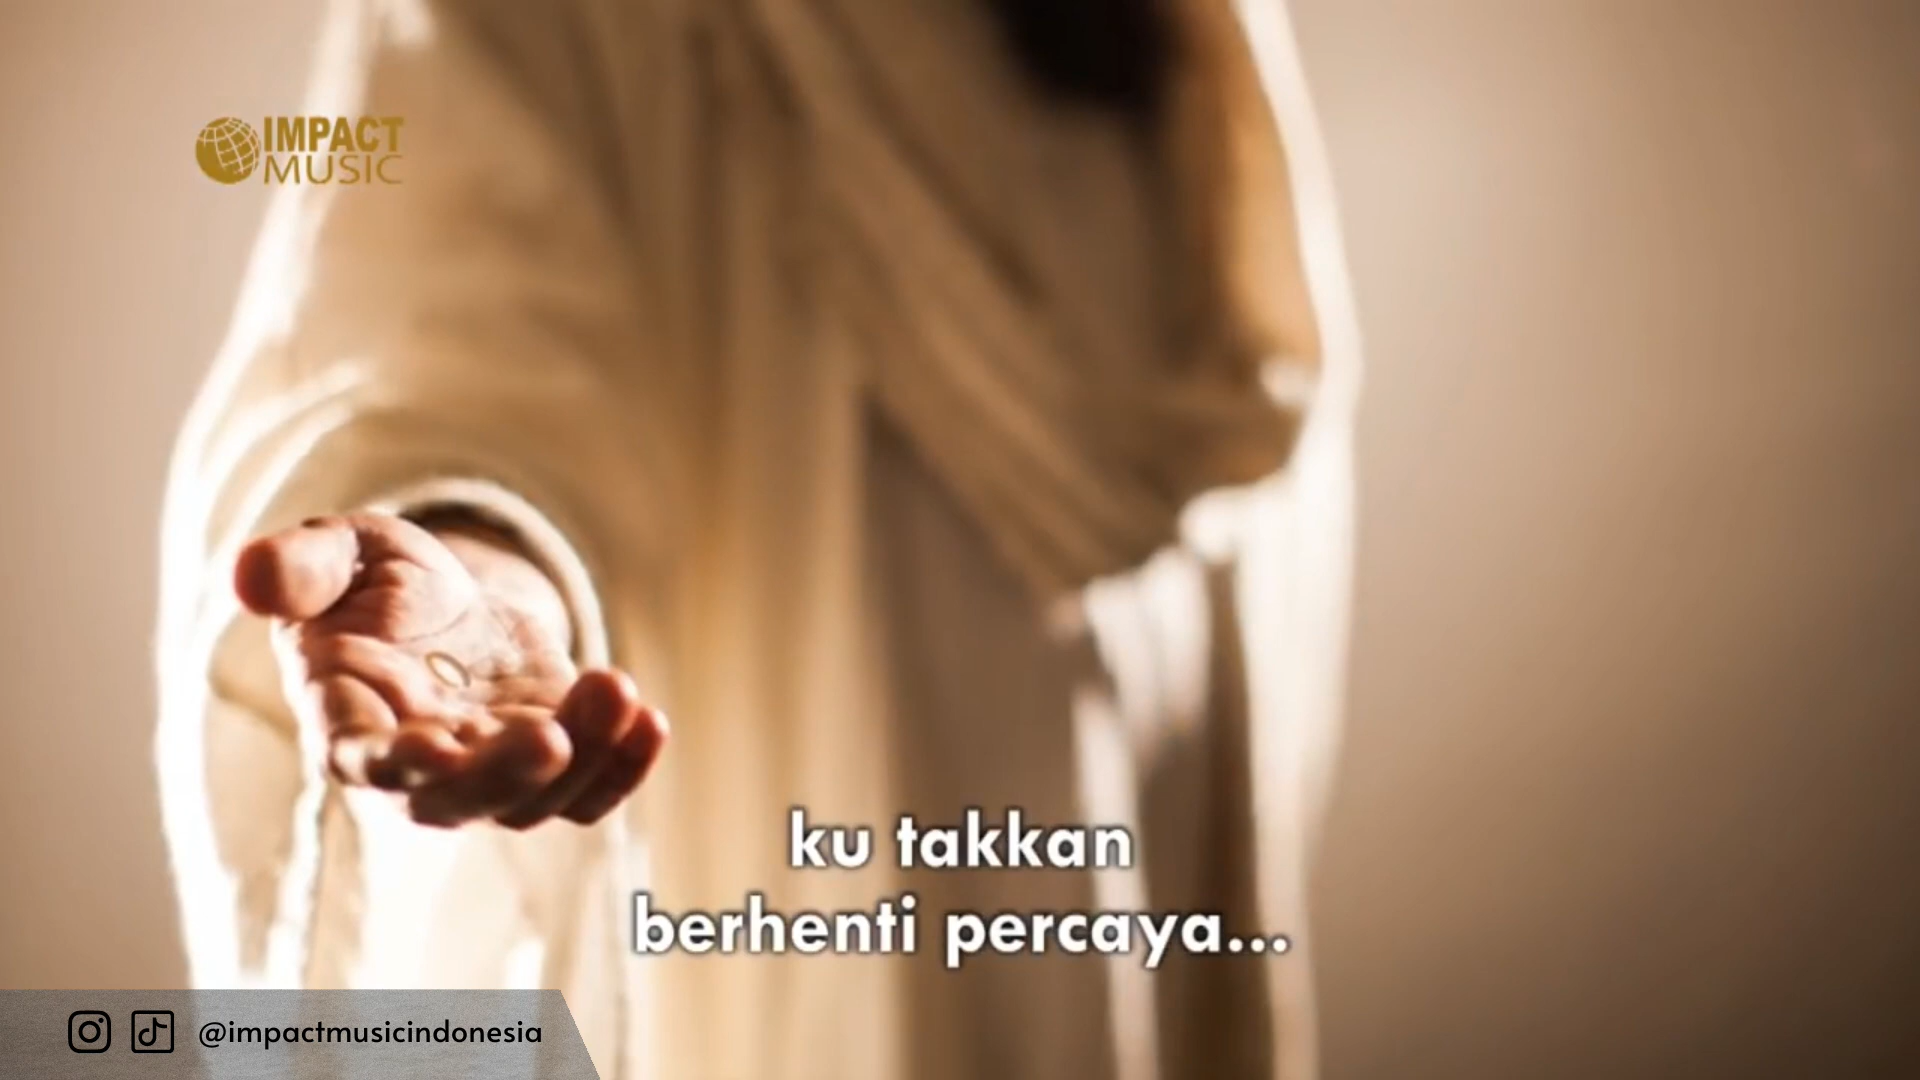 IMPACT
MUSIC
ku takkan
berhenti percaya...
@impactmusicindonesia